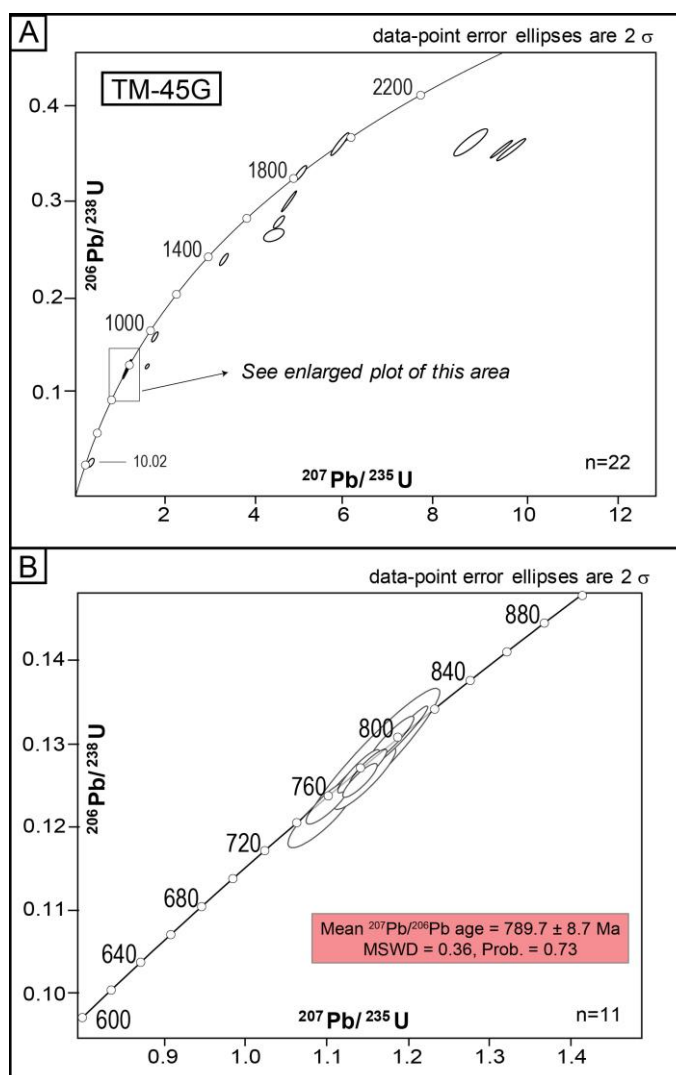 A
data-point error ellipses are 2 σ
TM-45G
0.4
0.3
0.2
0.1
²⁰⁶Pb/²³⁸U
2200
1800
1400
1000
See enlarged plot of this area
10.02
²⁰⁷Pb/²³⁵U
n=22
2 4 6 8 10 12
B
data-point error ellipses are 2 σ
0.14
0.13
0.12
0.11
0.10
²⁰⁶Pb/²³⁸U
880
840
800
760
720
680
640
600
Mean ²⁰⁷Pb/²⁰⁶Pb age = 789.7 ± 8.7 Ma
MSWD = 0.36, Prob. = 0.73
²⁰⁷Pb/²³⁵U
n=11
0.9 1.0 1.1 1.2 1.3 1.4